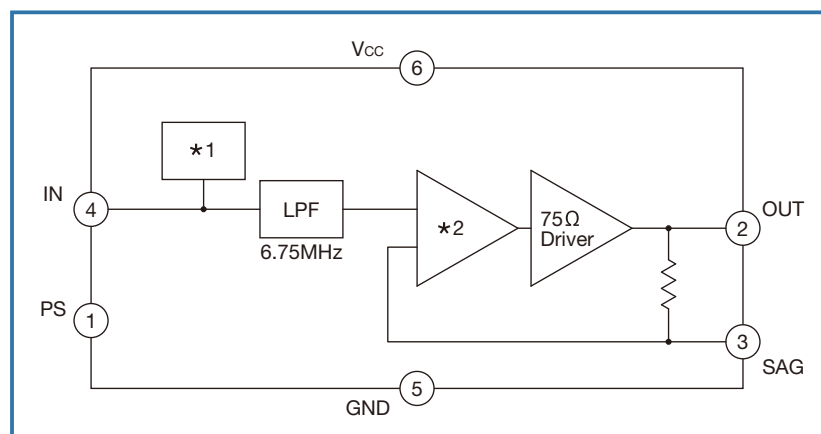 VCC
6
*1
IN
4
LPF
6.75MHz
*2
75Ω
Driver
OUT
2
PS
1
3
SAG
5
GND